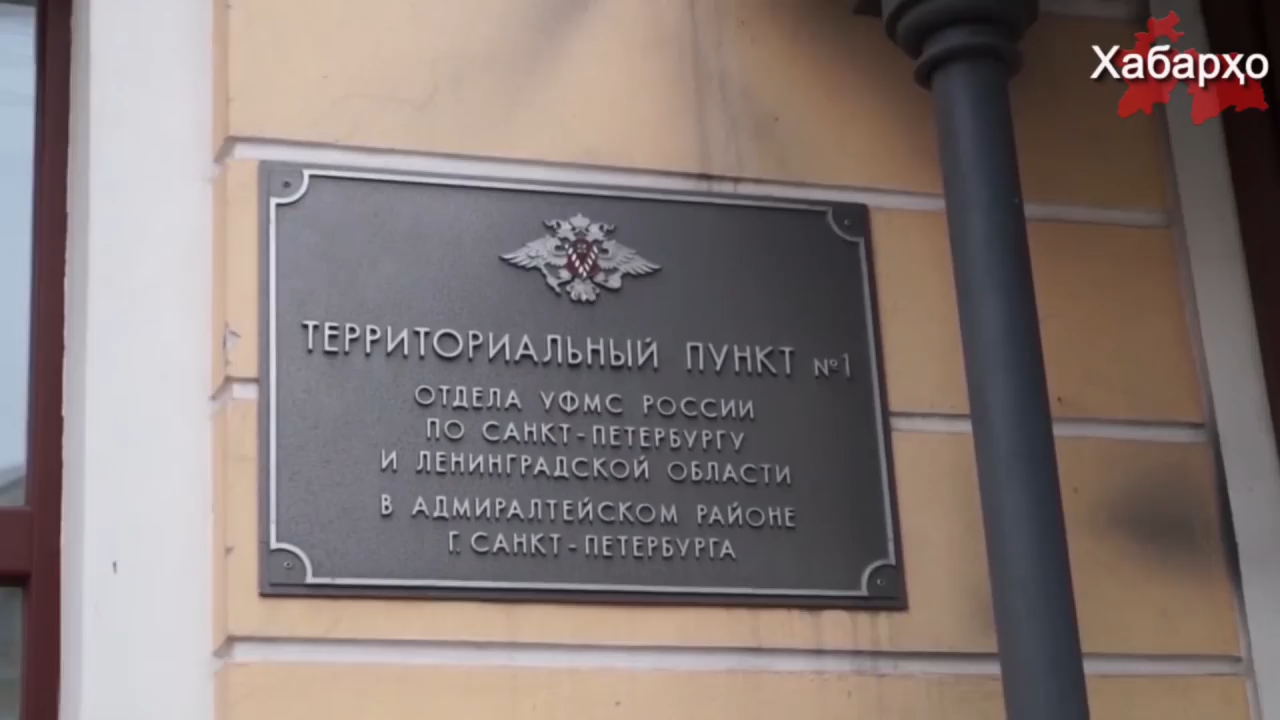 Хабарҳо
ТЕРРИТОРИАЛЬНЫЙ ПУНКТ №1
ОТДЕЛА УФМС РОССИИ
ПО САНКТ-ПЕТЕРБУРГУ
И ЛЕНИНГРАДСКОЙ ОБЛАСТИ
В АДМИРАЛТЕЙСКОМ РАЙОНЕ
Г. САНКТ-ПЕТЕРБУРГА